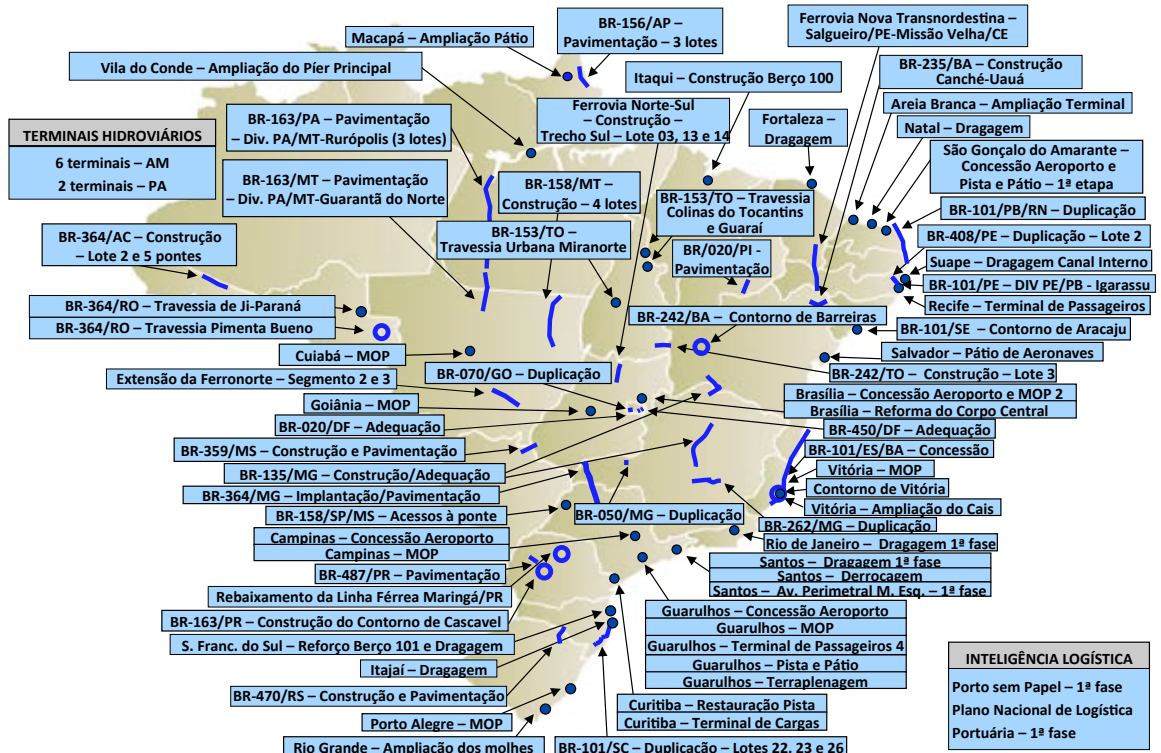 BR-156/AP –
Pavimentação – 3 lotes
Macapá – Ampliação Pátio
Ferrovia Nova Transnordestina –
Salgueiro/PE-Missão Velha/CE
Vila do Conde – Ampliação do Píer Principal
Itaqui – Construção Berço 100
BR-235/BA – Construção
Canché-Uauá
BR-163/PA – Pavimentação
– Div. PA/MT-Rurópolis (3 lotes)
Ferrovia Norte-Sul
– Construção –
Trecho Sul – Lote 03, 13 e 14
Fortaleza –
Dragagem
Areia Branca – Ampliação Terminal
Natal – Dragagem
TERMINAIS HIDROVIÁRIOS
6 terminais – AM
2 terminais – PA
São Gonçalo do Amarante –
Concessão Aeroporto e
Pista e Pátio – 1ª etapa
BR-163/MT – Pavimentação
– Div. PA/MT-Guarantã do Norte
BR-158/MT –
Construção – 4 lotes
BR-153/TO – Travessia
Colinas do Tocantins
e Guaraí
BR-101/PB/RN – Duplicação
BR-364/AC – Construção
– Lote 2 e 5 pontes
BR-153/TO –
Travessia Urbana Miranorte
BR/020/PI -
Pavimentação
BR-408/PE – Duplicação – Lote 2
Suape – Dragagem Canal Interno
BR-101/PE – DIV PE/PB - Igarassu
Recife – Terminal de Passageiros
BR-364/RO – Travessia de Ji-Paraná
BR-364/RO – Travessia Pimenta Bueno
BR-242/BA – Contorno de Barreiras
BR-101/SE – Contorno de Aracaju
Cuiabá – MOP
Salvador – Pátio de Aeronaves
BR-070/GO – Duplicação
BR-242/TO – Construção – Lote 3
Extensão da Ferronorte – Segmento 2 e 3
Brasília – Concessão Aeroporto e MOP 2
Brasília – Reforma do Corpo Central
Goiânia – MOP
BR-020/DF – Adequação
BR-450/DF – Adequação
BR-359/MS – Construção e Pavimentação
BR-101/ES/BA – Concessão
BR-135/MG – Construção/Adequação
Vitória – MOP
BR-364/MG – Implantação/Pavimentação
Contorno de Vitória
BR-158/SP/MS – Acessos à ponte
Vitória – Ampliação do Cais
BR-050/MG – Duplicação
BR-262/MG – Duplicação
Campinas – Concessão Aeroporto
Campinas – MOP
Rio de Janeiro – Dragagem 1ª fase
BR-487/PR – Pavimentação
Santos – Dragagem 1ª fase
Santos – Derrocagem
Santos – Av. Perimetral M. Esq. – 1ª fase
Rebaixamento da Linha Férrea Maringá/PR
BR-163/PR – Construção do Contorno de Cascavel
Guarulhos – Concessão Aeroporto
Guarulhos – MOP
Guarulhos – Terminal de Passageiros 4
Guarulhos – Pista e Pátio
Guarulhos – Terraplenagem
S. Franc. do Sul – Reforço Berço 101 e Dragagem
Itajaí – Dragagem
INTELIGÊNCIA LOGÍSTICA
Porto sem Papel – 1ª fase
Plano Nacional de Logística
Portuária – 1ª fase
BR-470/RS – Construção e Pavimentação
Curitiba – Restauração Pista
Curitiba – Terminal de Cargas
Porto Alegre – MOP
Rio Grande – Ampliação dos molhes
BR-101/SC – Duplicação – Lotes 22, 23 e 26